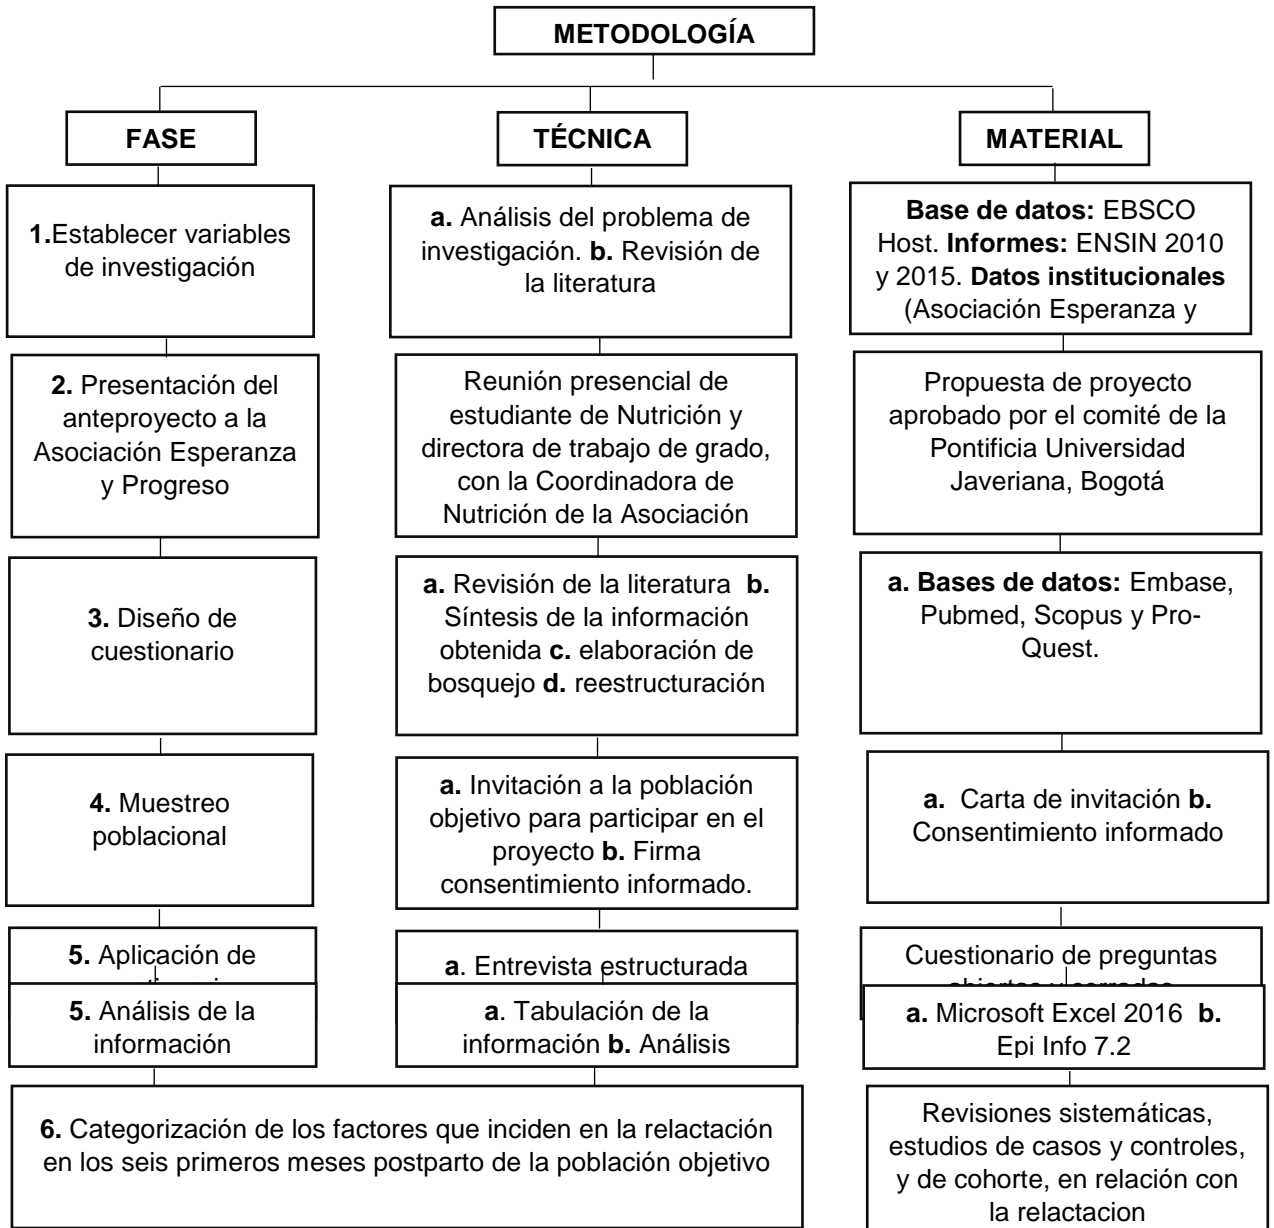 METODOLOGÍA
FASE
TÉCNICA
MATERIAL
1.Establecer variables
de investigación
a. Análisis del problema de
investigación. b. Revisión de
la literatura
Base de datos: EBSCO
Host. Informes: ENSIN 2010
y 2015. Datos institucionales
(Asociación Esperanza y
2. Presentación del
anteproyecto a la
Asociación Esperanza
y Progreso
Reunión presencial de
estudiante de Nutrición y
directora de trabajo de grado,
con la Coordinadora de
Nutrición de la Asociación
Propuesta de proyecto
aprobado por el comité de la
Pontificia Universidad
Javeriana, Bogotá
3. Diseño de
cuestionario
a. Revisión de la literatura b.
Síntesis de la información
obtenida c. elaboración de
bosquejo d. reestructuración
a. Bases de datos: Embase,
Pubmed, Scopus y Pro-
Quest.
4. Muestreo
poblacional
a. Invitación a la población
objetivo para participar en el
proyecto b. Firma
consentimiento informado.
a. Carta de invitación b.
Consentimiento informado
5. Aplicación de
a. Entrevista estructurada
Cuestionario de preguntas
abiertas y cerradas
5. Análisis de la
información
a. Tabulación de la
información b. Análisis
a. Microsoft Excel 2016 b.
Epi Info 7.2
6. Categorización de los factores que inciden en la relactación
en los seis primeros meses postparto de la población objetivo
Revisiones sistemáticas,
estudios de casos y controles,
y de cohorte, en relación con
la relactacion